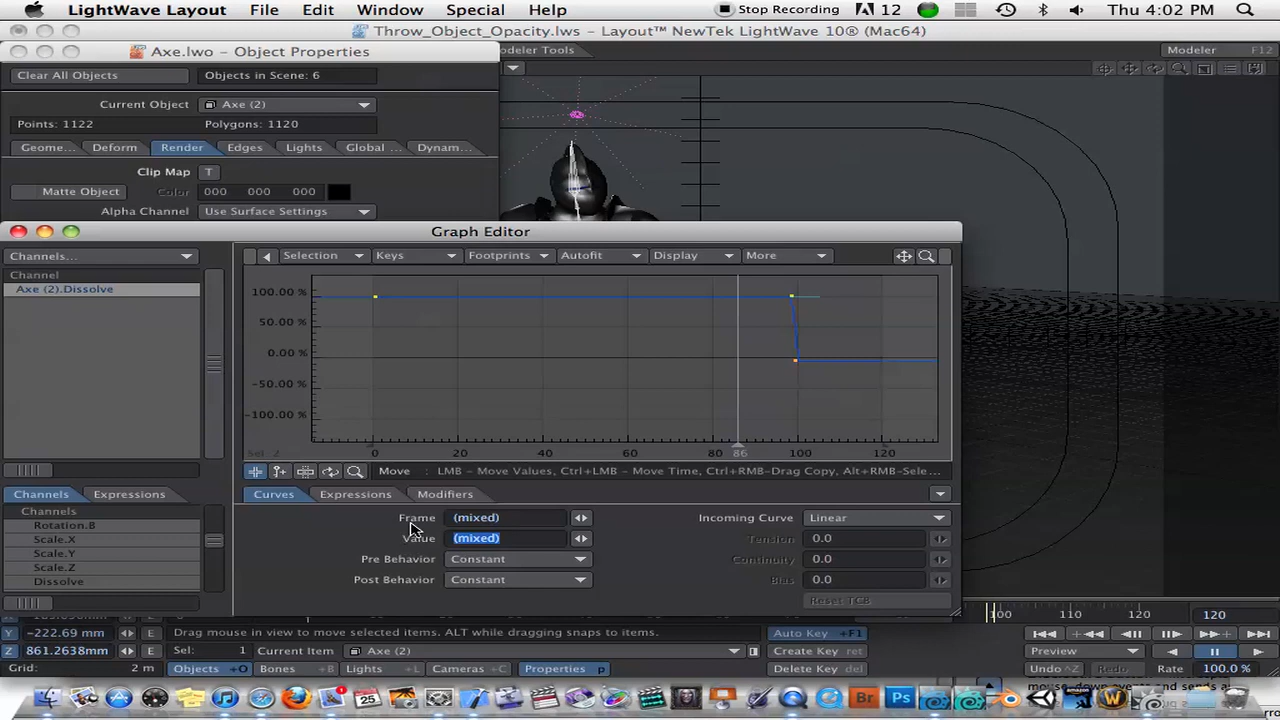 LightWave Layout File Edit Window Special Help Stop Recording 12 Thu 4:02 PM
Throw_Object_Opacity.lws - Layout™ NewTek LightWave 10® (Mac64)
Axe.lwo - Object Properties
odeler Tools
Modeler F12
Clear All Objects Objects in Scene: 6
Current Object Axe (2)
Points: 1122 Polygons: 1120
Geome... Deform Render Edges Lights Global ... Dynam...
Clip Map T
Matte Object Color 000 000 000
Alpha Channel Use Surface Settings
Graph Editor
Channels... Selection Keys Footprints Autofit Display More
Channel
Axe (2).Dissolve
100.00 %
50.00 %
0.00 %
-50.00 %
-100.00 %
0 20 40 60 80 86 100 120
Move : LMB - Move Values, Ctrl+LMB - Move Time, Ctrl+RMB-Drag Copy, Alt+RMB-Sele...
Channels Expressions Curves Expressions Modifiers
Channels
Rotation.B
Scale.X
Scale.Y
Scale.Z
Dissolve
Frame (mixed) Incoming Curve Linear
Value (mixed) Tension 0.0
Pre Behavior Constant Continuity 0.0
Post Behavior Constant Bias 0.0
Reset TCB
100 110 120 120
Y -222.69 mm E Drag mouse in view to move selected items. ALT while dragging snaps to items. Auto Key +F1
Z 861.2638mm E Sel: 1 Current Item Axe (2) Create Key ret Preview
Grid: 2 m Objects +O Bones +B Lights +L Cameras +C Properties p Delete Key del Undo ^Z Redo Rate 100.0 %